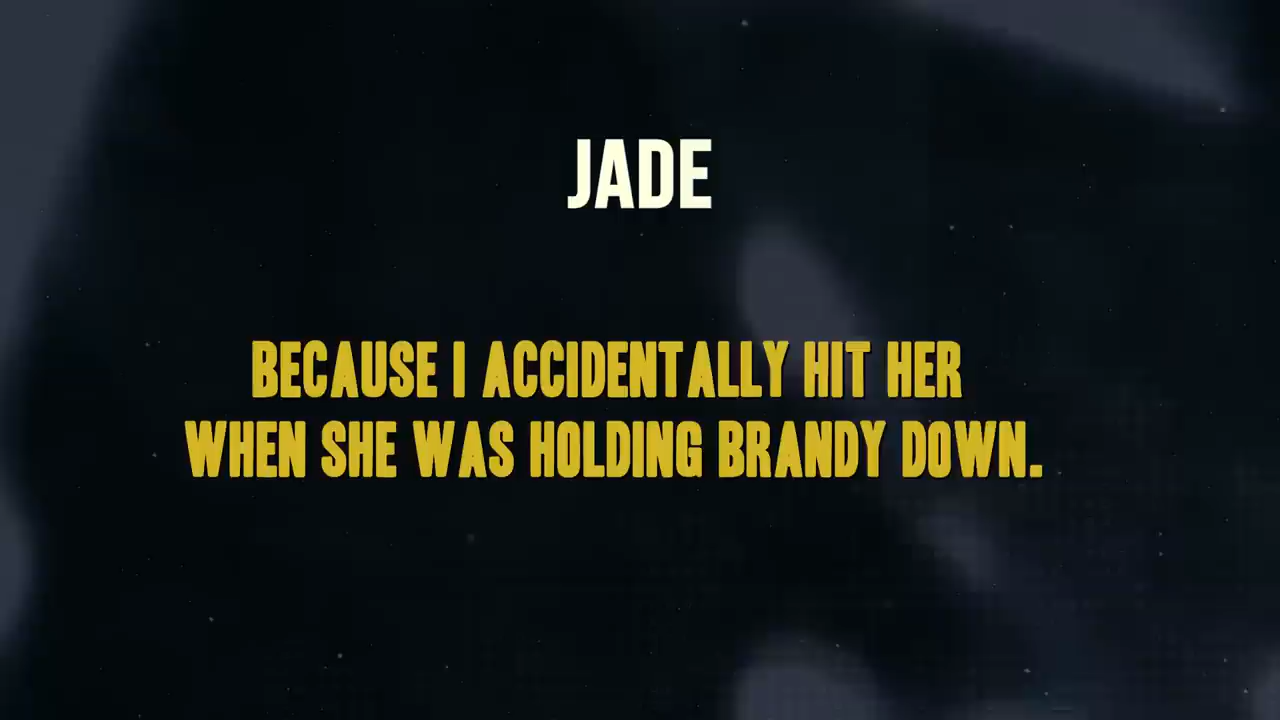 JADE
BECAUSE I ACCIDENTALLY HIT HER
WHEN SHE WAS HOLDING BRANDY DOWN.